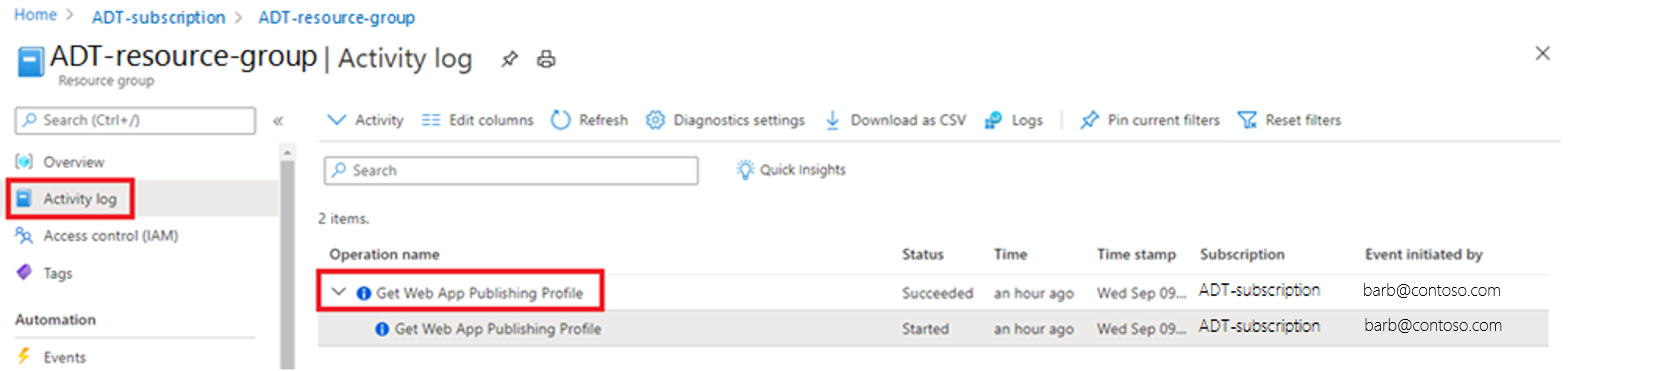 Home > ADT-subscription > ADT-resource-group
ADT-resource-group | Activity log
Resource group
Search (Ctrl+/)
«
Activity Edit columns Refresh Diagnostics settings Download as CSV Logs Pin current filters Reset filters
Overview
Activity log
Access control (IAM)
Tags
Automation
Events
Search
Quick Insights
2 items.
Operation name Status Time Time stamp Subscription Event initiated by
Get Web App Publishing Profile Succeeded an hour ago Wed Sep 09... ADT-subscription barb@contoso.com
Get Web App Publishing Profile Started an hour ago Wed Sep 09... ADT-subscription barb@contoso.com